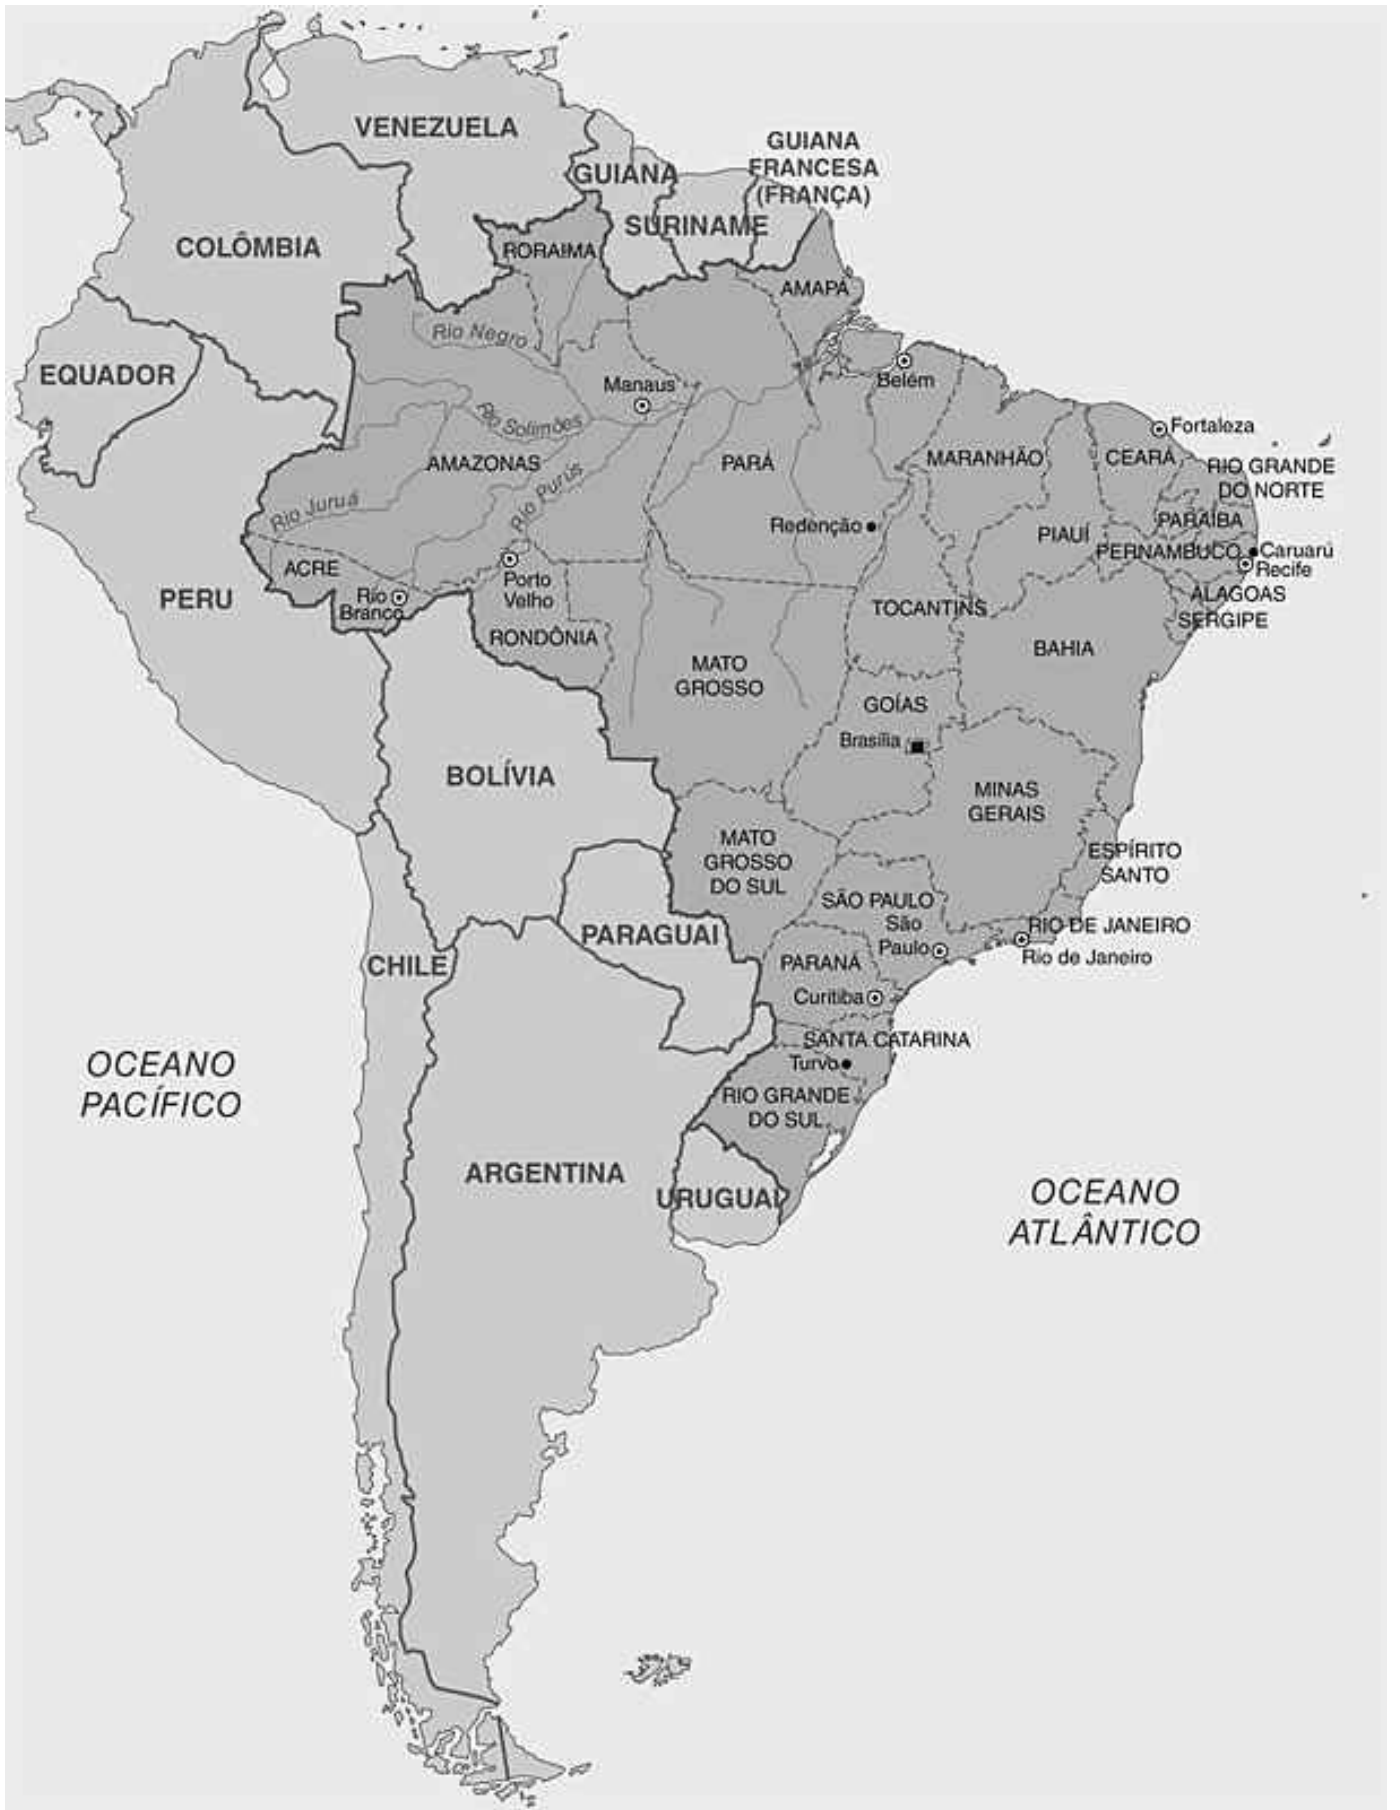 VENEZUELA
GUIANA
FRANCESA
(FRANÇA)
GUIANA
SURINAME
COLÔMBIA
RORAIMA
AMAPÁ
Rio Negro
EQUADOR
Manaus
Belém
Rio Solimões
Fortaleza
AMAZONAS
PARÁ
MARANHÃO
CEARÁ
RIO GRANDE
DO NORTE
Rio Juruá
Rio Purús
Redenção
PIAUÍ
PARAÍBA
PERNAMBUCO
Caruarú
Recife
ACRE
Rio
Branco
Porto
Velho
PERU
TOCANTINS
ALAGOAS
SERGIPE
RONDÔNIA
BAHIA
MATO
GROSSO
GOÍAS
Brasília
BOLÍVIA
MINAS
GERAIS
MATO
GROSSO
DO SUL
ESPÍRITO
SANTO
SÃO PAULO
São
Paulo
RIO DE JANEIRO
Rio de Janeiro
PARAGUAI
CHILE
PARANÁ
Curitiba
SANTA CATARINA
Turvo
OCEANO
PACÍFICO
RIO GRANDE
DO SUL
ARGENTINA
URUGUAI
OCEANO
ATLÂNTICO